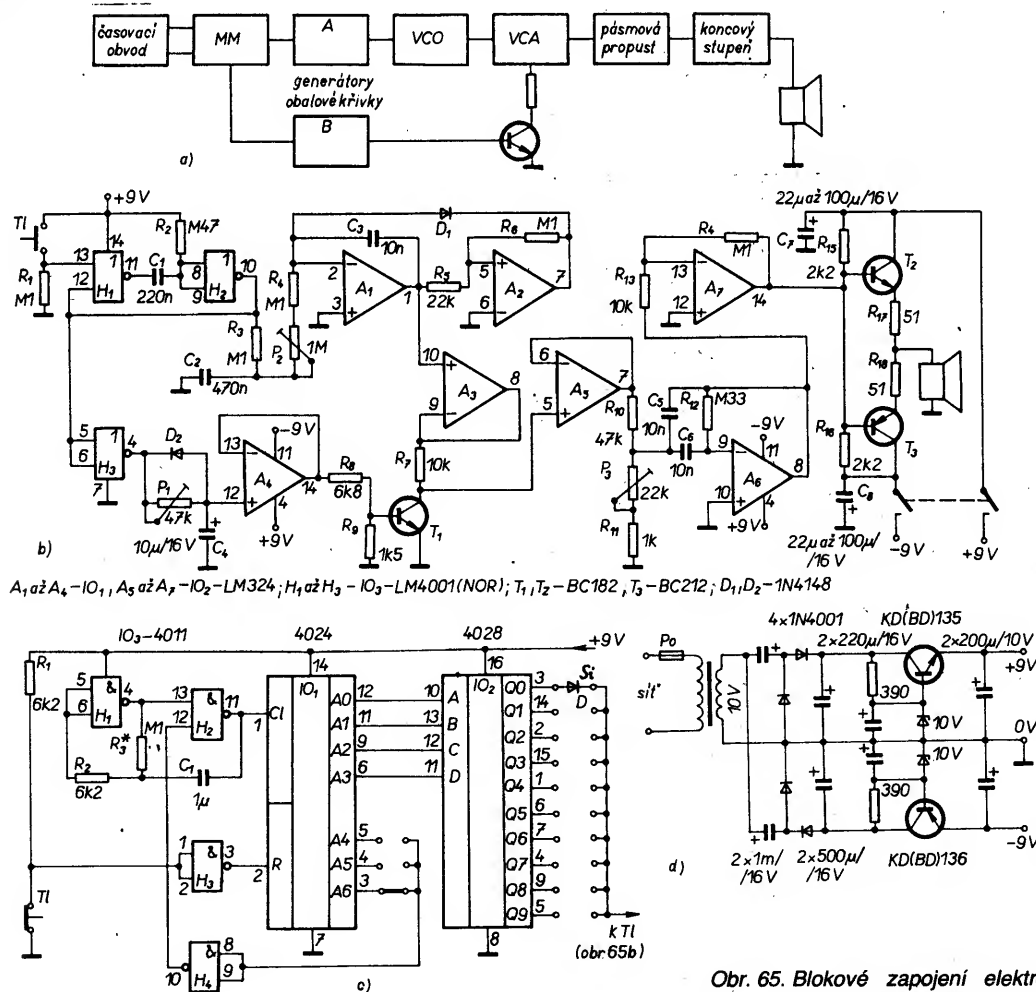 časovací obvod
MM
A
VCO
VCA
pásmová propust
koncový stupeň
generátory obalové křivky
B
a)
+9V
Tl
R1
M1
13
12
14
1
H1
11
C1
220n
R2
M47
8
9
1
H2
10
R3
M1
C2
470n
R4
M1
P2
1M
C3
10n
D1
2
3
A1
1
R5
22k
R6
M1
5
6
A2
7
10
9
A3
8
R7
10k
5
6
1
H3
4
7
D2
P1
47k
10µ/16V
C4
13
12
A4
-9V
11
14
4
+9V
R8
6k8
R9
1k5
T1
6
5
A5
7
R10
47k
P3
22k
R11
1k
C5
10n
C6
10n
R12
M33
9
10
A6
-9V
11
8
4
+9V
R13
10k
R4
M1
13
12
A7
14
22µ až 100µ/16V
C7
R15
2k2
T2
R17
51
R18
51
T3
R16
2k2
C8
22µ až 100µ/
/16V
-9V
+9V
b)
A1 až A4-IO1, A5 až A7-IO2-LM324; H1 až H3-IO3-LM4001(NOR); T1,T2-BC182, T3-BC212; D1,D2-1N4148
IO3-4011
4024
4028
+9V
R1
6k2
5
6
&
H1
4
13
12
&
H2
11
R3*
M1
R2
6k2
C1
1µ
1
2
&
H3
3
Tl
&
H4
8
9
10
14
IO1
1
Cl
2
R
7
A0
12
A1
11
A2
9
A3
6
A4
5
A5
4
A6
3
16
IO2
10
A
13
B
12
C
11
D
8
Q0
3
Q1
14
Q2
2
Q3
15
Q4
1
Q5
6
Q6
7
Q7
4
Q8
9
Q9
5
Si
D
k Tl
(obr. 65b)
c)
Po
síť
10V
4x1N4001
2x220µ/16V
KD(BD)135
2x200µ/10V
+9V
390
10V
0V
10V
390
-9V
2x1m/
/16V
2x500µ/
/16V
KD(BD)136
d)
Obr. 65. Blokové zapojení elektr